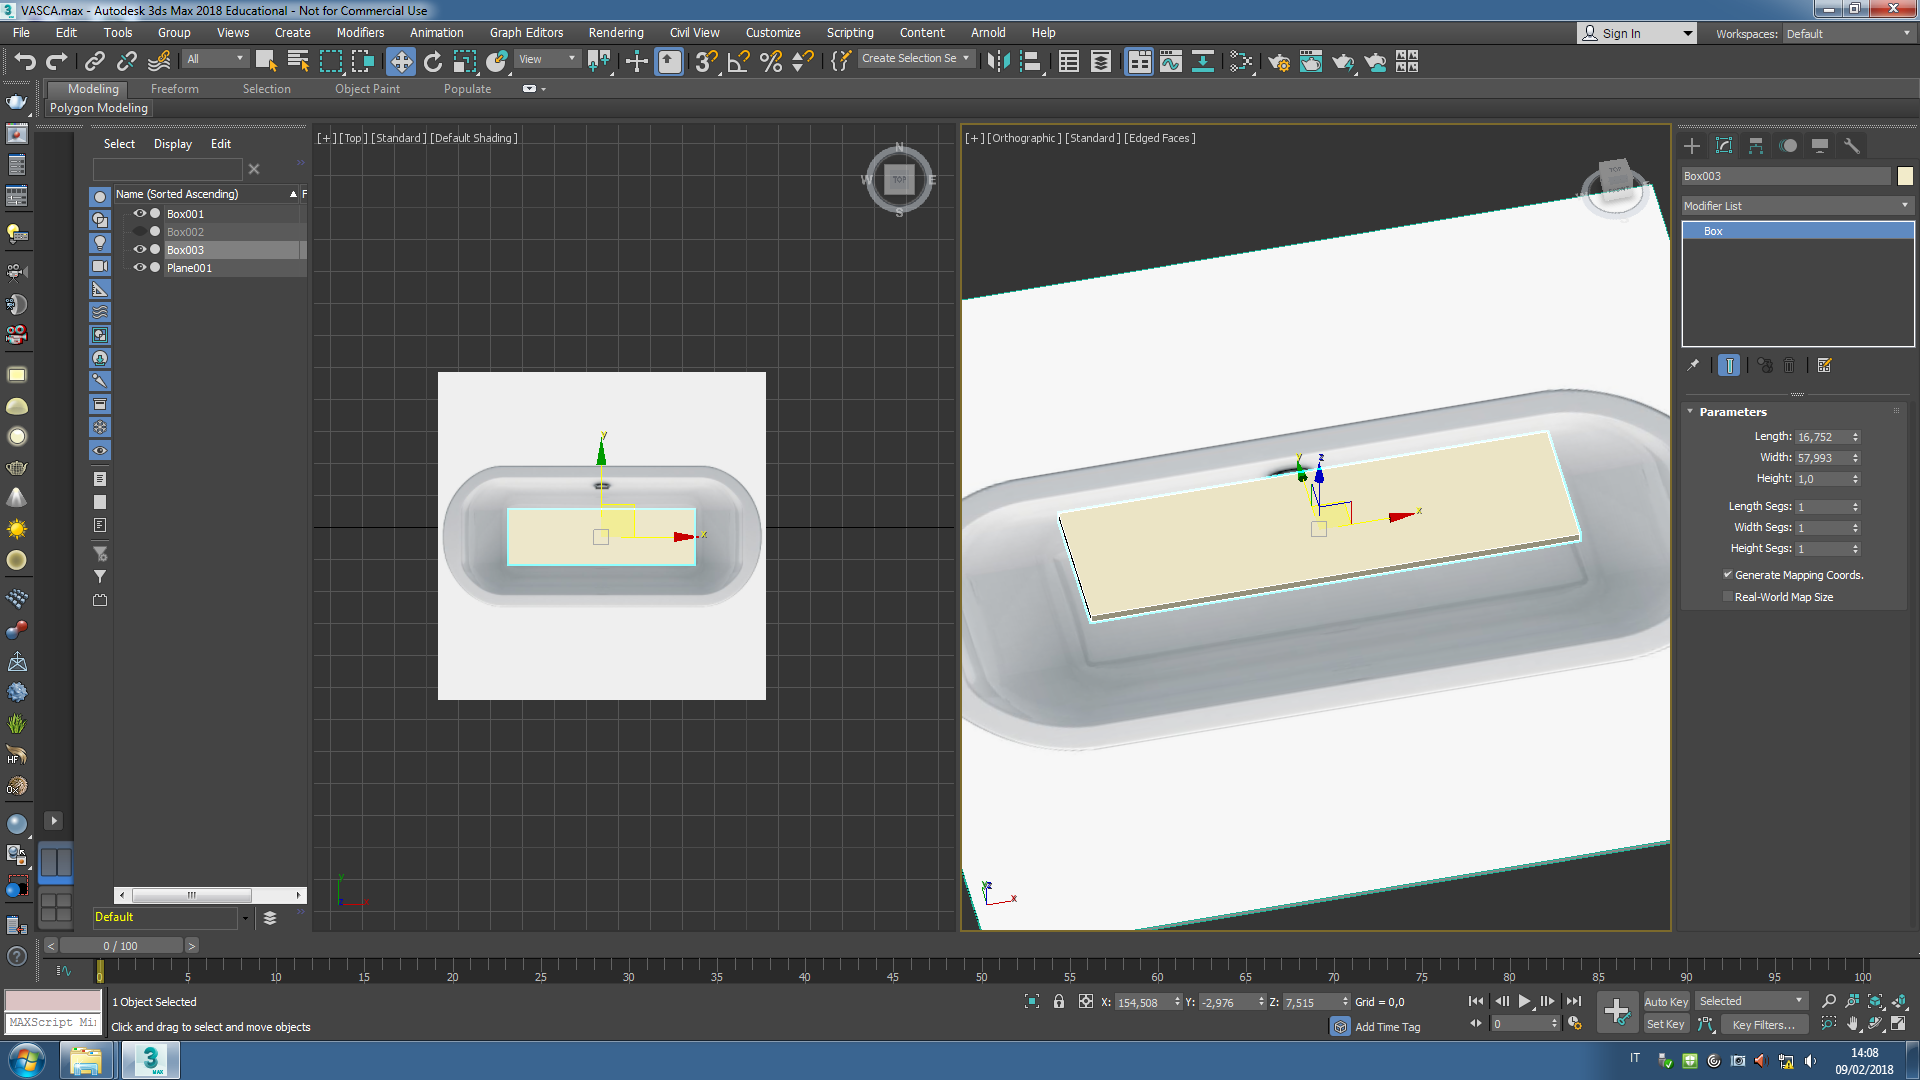 VASCA.max - Autodesk 3ds Max 2018 Educational - Not for Commercial Use
File Edit Tools Group Views Create Modifiers Animation Graph Editors Rendering Civil View Customize Scripting Content Arnold Help
Sign In
Workspaces: Default
All
View
Create Selection Se
Modeling Freeform Selection Object Paint Populate
Polygon Modeling
Select Display Edit
Name (Sorted Ascending)
Box001
Box002
Box003
Plane001
Default
[+] [Top] [Standard] [Default Shading]
N
W TOP E
S
y
x
y
x
[+] [Orthographic] [Standard] [Edged Faces]
TOP
y z
x
z
x
Box003
Modifier List
Box
Parameters
Length: 16,752
Width: 57,993
Height: 1,0
Length Segs: 1
Width Segs: 1
Height Segs: 1
Generate Mapping Coords.
Real-World Map Size
< 0 / 100 >
0 5 10 15 20 25 30 35 40 45 50 55 60 65 70 75 80 85 90 95 100
1 Object Selected
X: 154,508 Y: -2,976 Z: 7,515 Grid = 0,0
Auto Key Selected
MAXScript Mi
Click and drag to select and move objects
Add Time Tag
0
Set Key Key Filters...
3
MAX
IT
14:08
09/02/2018